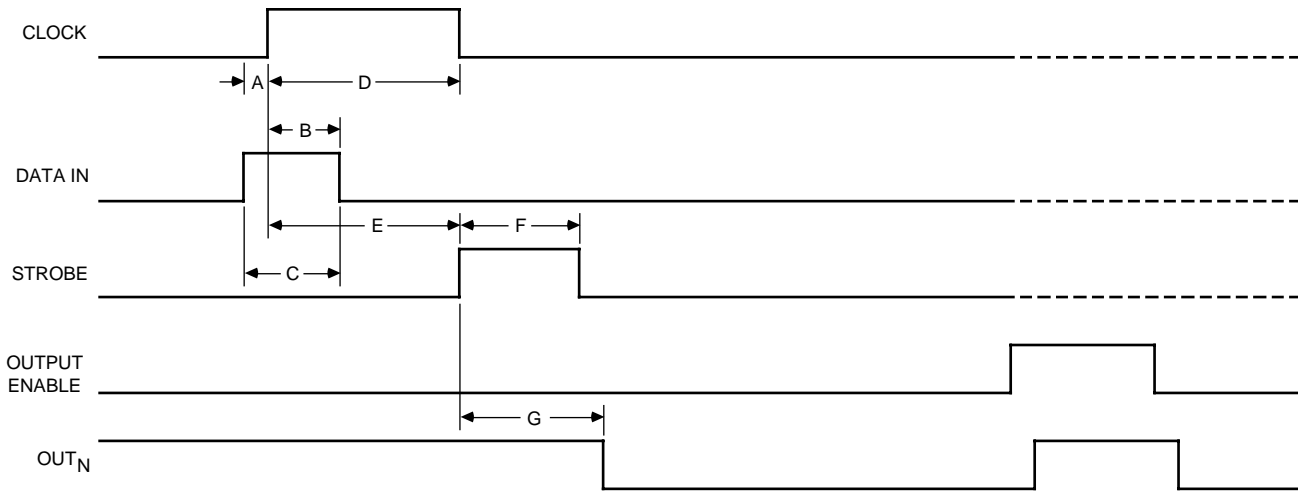 CLOCK
A
D
B
DATA IN
E
F
C
STROBE
OUTPUT
ENABLE
G
OUTN